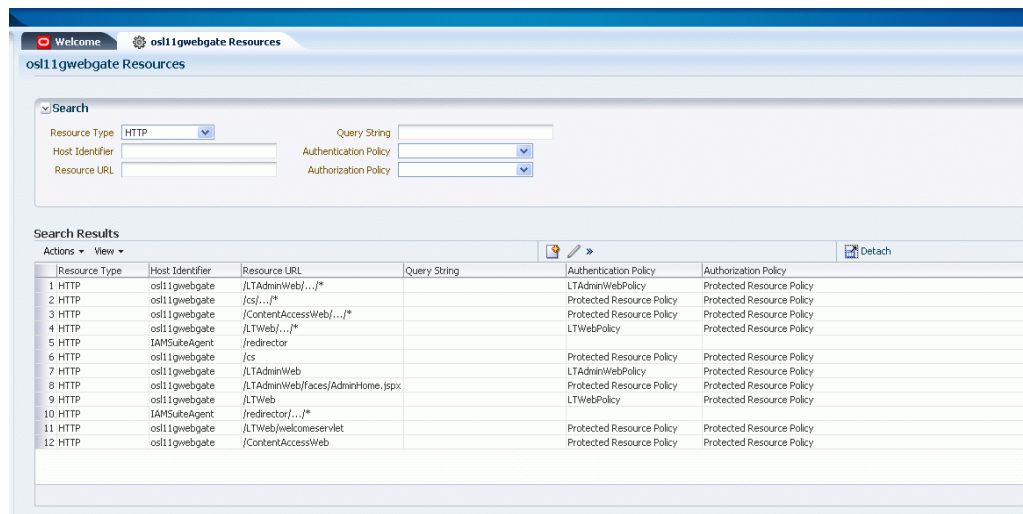 Welcome osl11gwebgate Resources
osl11gwebgate Resources
Search
Resource Type HTTP Query String
Host Identifier Authentication Policy
Resource URL Authorization Policy
Search Results
Actions View » Detach
Resource Type Host Identifier Resource URL Query String Authentication Policy Authorization Policy
1 HTTP osl11gwebgate /LTAdminWeb/.../* LTAdminWebPolicy Protected Resource Policy
2 HTTP osl11gwebgate /cs/.../* Protected Resource Policy Protected Resource Policy
3 HTTP osl11gwebgate /ContentAccessWeb/.../* Protected Resource Policy Protected Resource Policy
4 HTTP osl11gwebgate /LTWeb/.../* LTWebPolicy Protected Resource Policy
5 HTTP IAMSuiteAgent /redirector
6 HTTP osl11gwebgate /cs Protected Resource Policy Protected Resource Policy
7 HTTP osl11gwebgate /LTAdminWeb LTAdminWebPolicy Protected Resource Policy
8 HTTP osl11gwebgate /LTAdminWeb/faces/AdminHome.jspx Protected Resource Policy Protected Resource Policy
9 HTTP osl11gwebgate /LTWeb LTWebPolicy Protected Resource Policy
10 HTTP IAMSuiteAgent /redirector/.../*
11 HTTP osl11gwebgate /LTWeb/welcomeservlet Protected Resource Policy Protected Resource Policy
12 HTTP osl11gwebgate /ContentAccessWeb Protected Resource Policy Protected Resource Policy